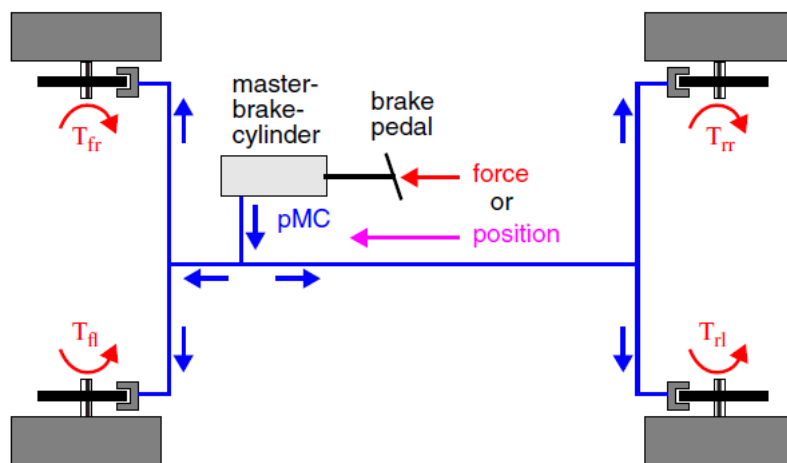 master-
brake-
cylinder
brake
pedal
T_fr
T_rr
force
or
position
pMC
T_fl
T_rl